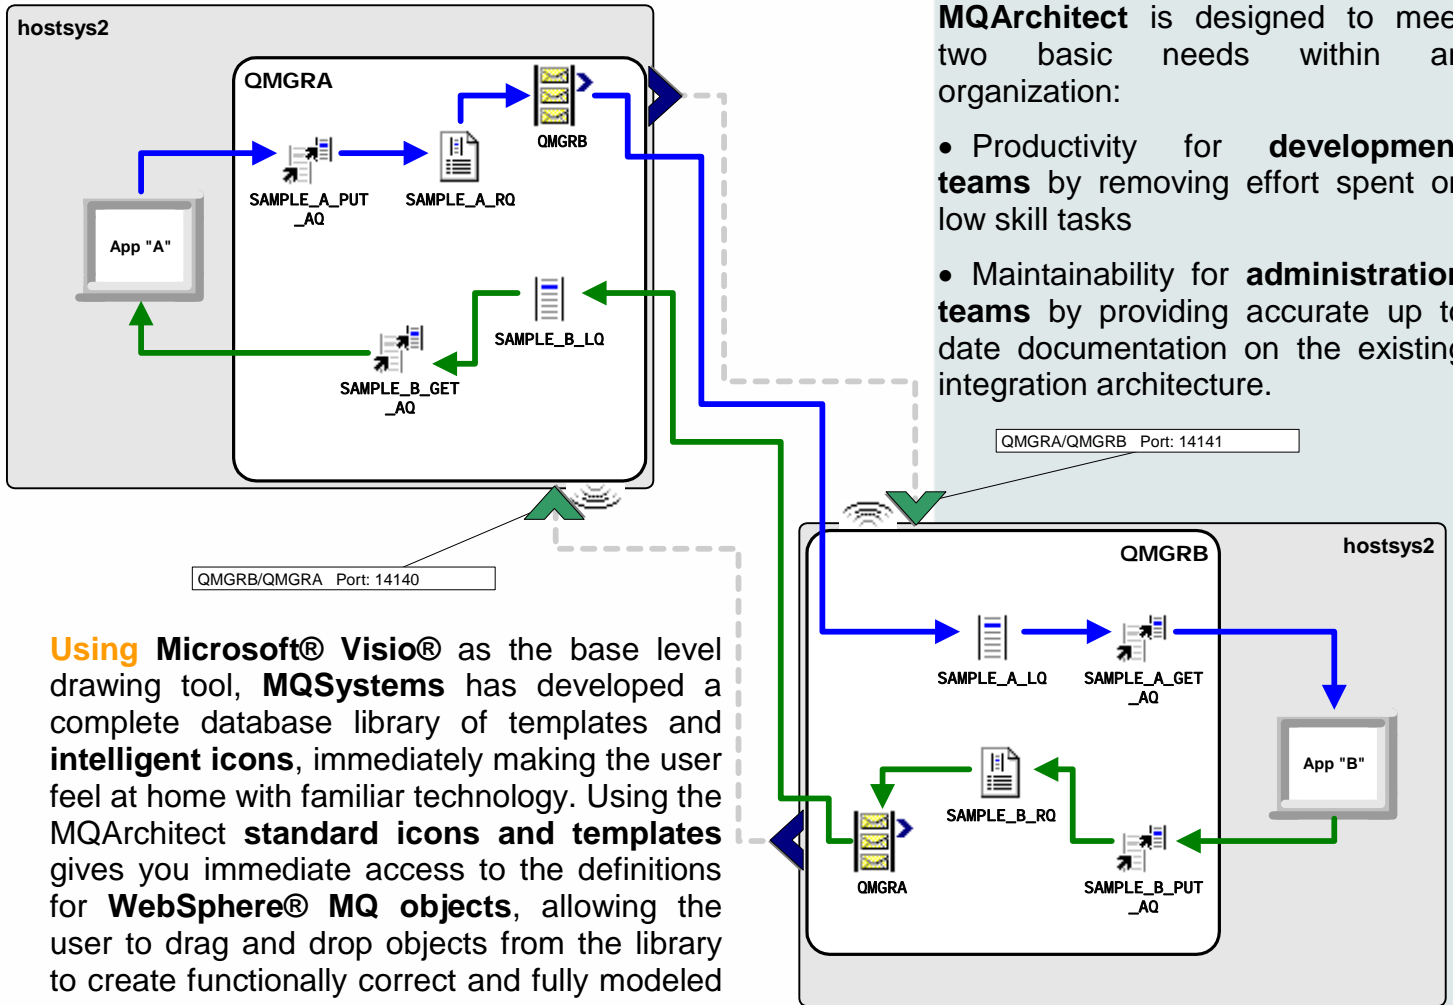 hostsys2
QMGRA
QMGRB
SAMPLE_A_PUT
_AQ
SAMPLE_A_RQ
App "A"
SAMPLE_B_LQ
SAMPLE_B_GET
_AQ
MQArchitect is designed to mee
two basic needs within a
organization:
• Productivity for developmen
teams by removing effort spent o
low skill tasks
• Maintainability for administration
teams by providing accurate up t
date documentation on the existing
integration architecture.
QMGRA/QMGRB Port: 14141
QMGRB/QMGRA Port: 14140
QMGRB
hostsys2
SAMPLE_A_LQ
SAMPLE_A_GET
_AQ
App "B"
SAMPLE_B_RQ
QMGRA
SAMPLE_B_PUT
_AQ
Using Microsoft® Visio® as the base level
drawing tool, MQSystems has developed a
complete database library of templates and
intelligent icons, immediately making the user
feel at home with familiar technology. Using the
MQArchitect standard icons and templates
gives you immediate access to the definitions
for WebSphere® MQ objects, allowing the
user to drag and drop objects from the library
to create functionally correct and fully modeled